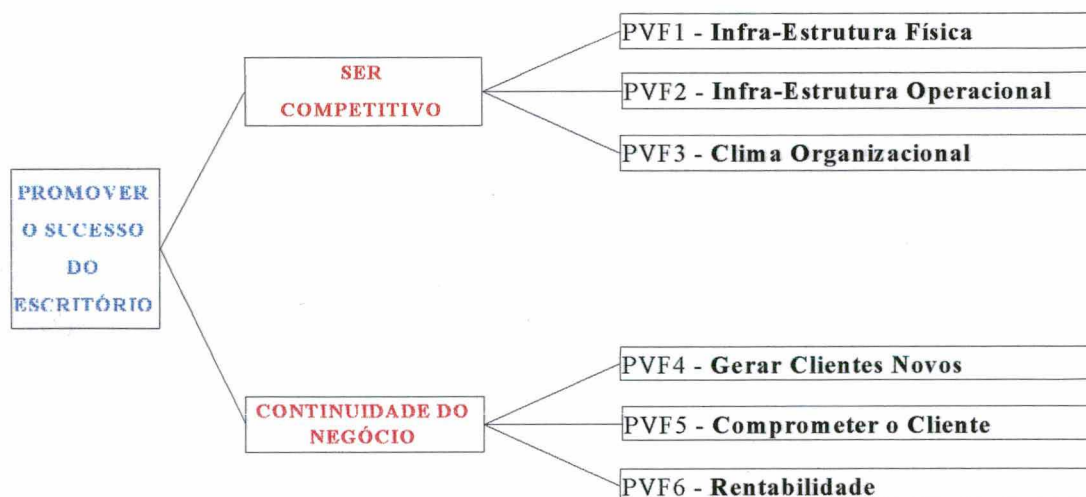 PROMOVER
O SUCESSO
DO
ESCRITÓRIO
SER
COMPETITIVO
PVF1 - Infra-Estrutura Física
PVF2 - Infra-Estrutura Operacional
PVF3 - Clima Organizacional
CONTINUIDADE DO
NEGÓCIO
PVF4 - Gerar Clientes Novos
PVF5 - Comprometer o Cliente
PVF6 - Rentabilidade